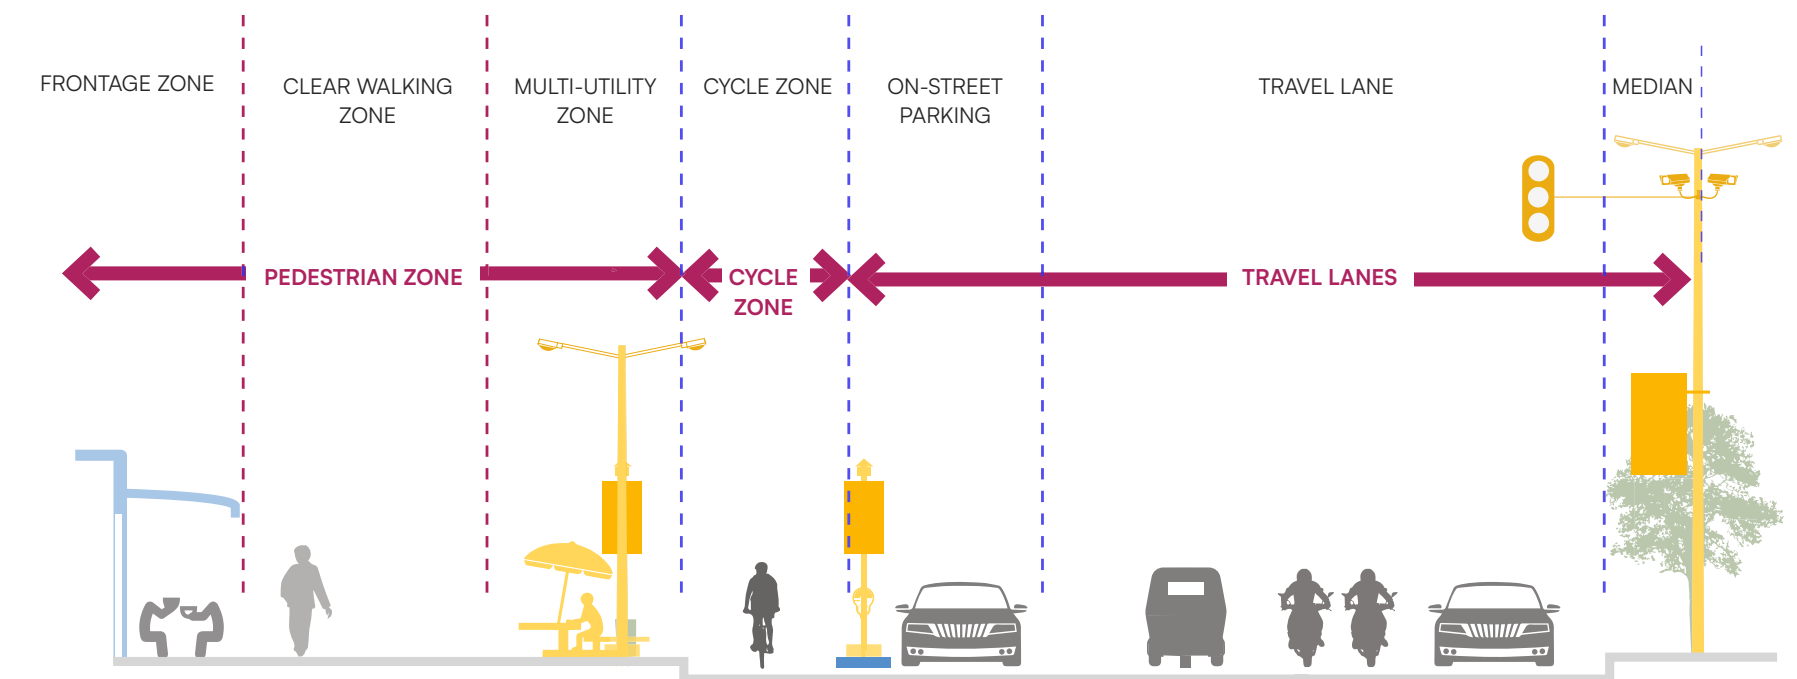 FRONTAGE ZONE
CLEAR WALKING
ZONE
MULTI-UTILITY
ZONE
CYCLE ZONE
ON-STREET
PARKING
TRAVEL LANE
MEDIAN
PEDESTRIAN ZONE
CYCLE
ZONE
TRAVEL LANES